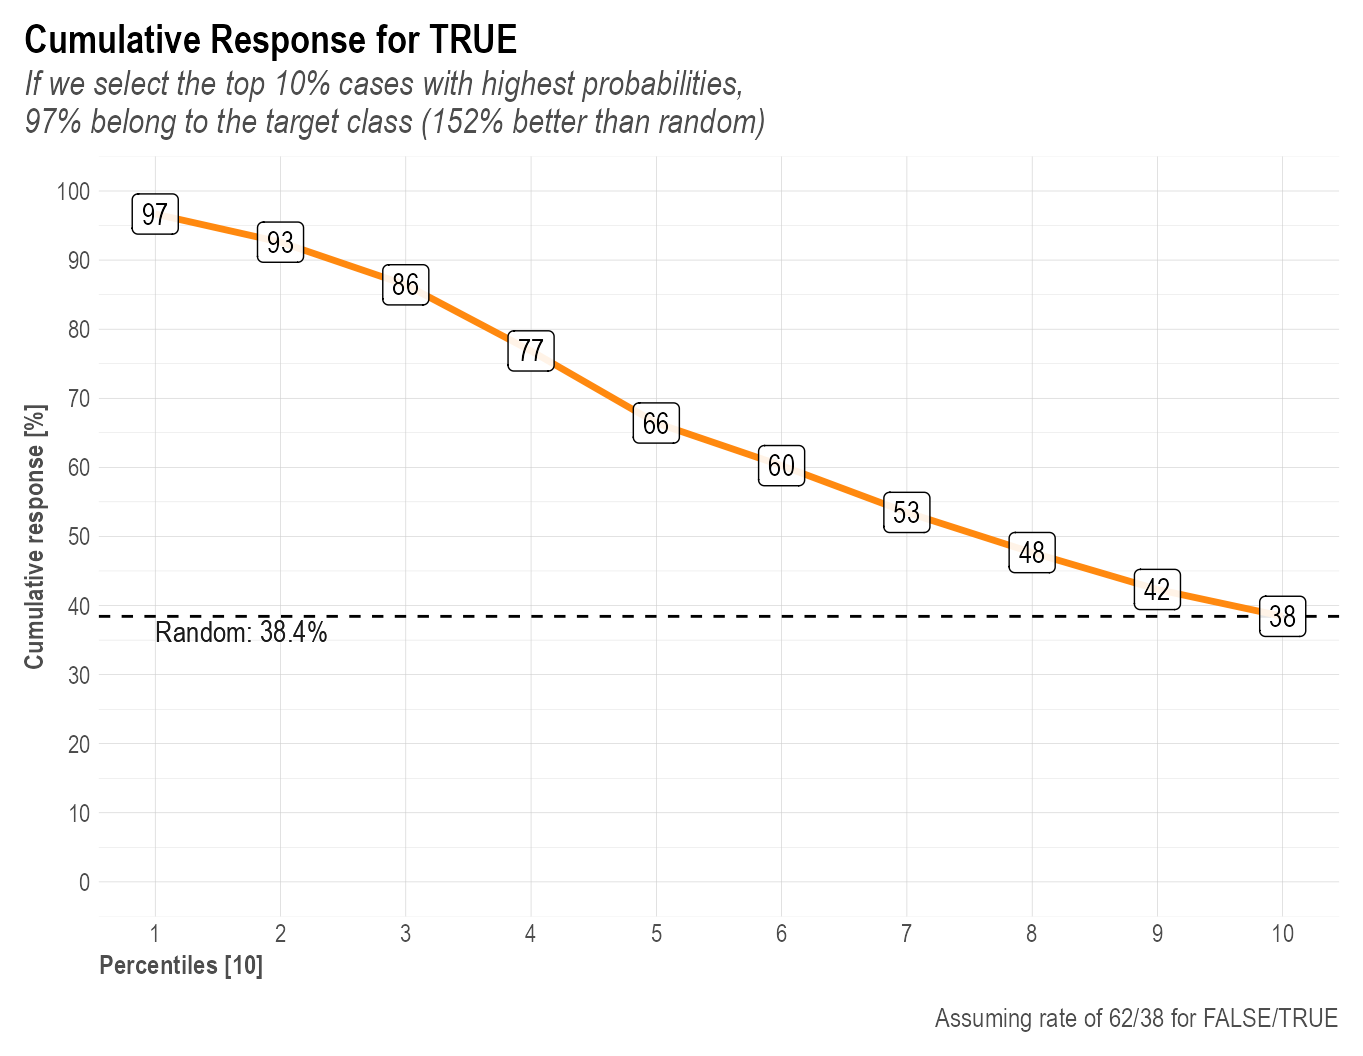 Cumulative Response for TRUE
If we select the top 10% cases with highest probabilities,
97% belong to the target class (152% better than random)
Cumulative response [%]
100
90
80
70
60
50
40
30
20
10
0
97
93
86
77
66
60
53
48
42
38
Random: 38.4%
1 2 3 4 5 6 7 8 9 10
Percentiles [10]
Assuming rate of 62/38 for FALSE/TRUE